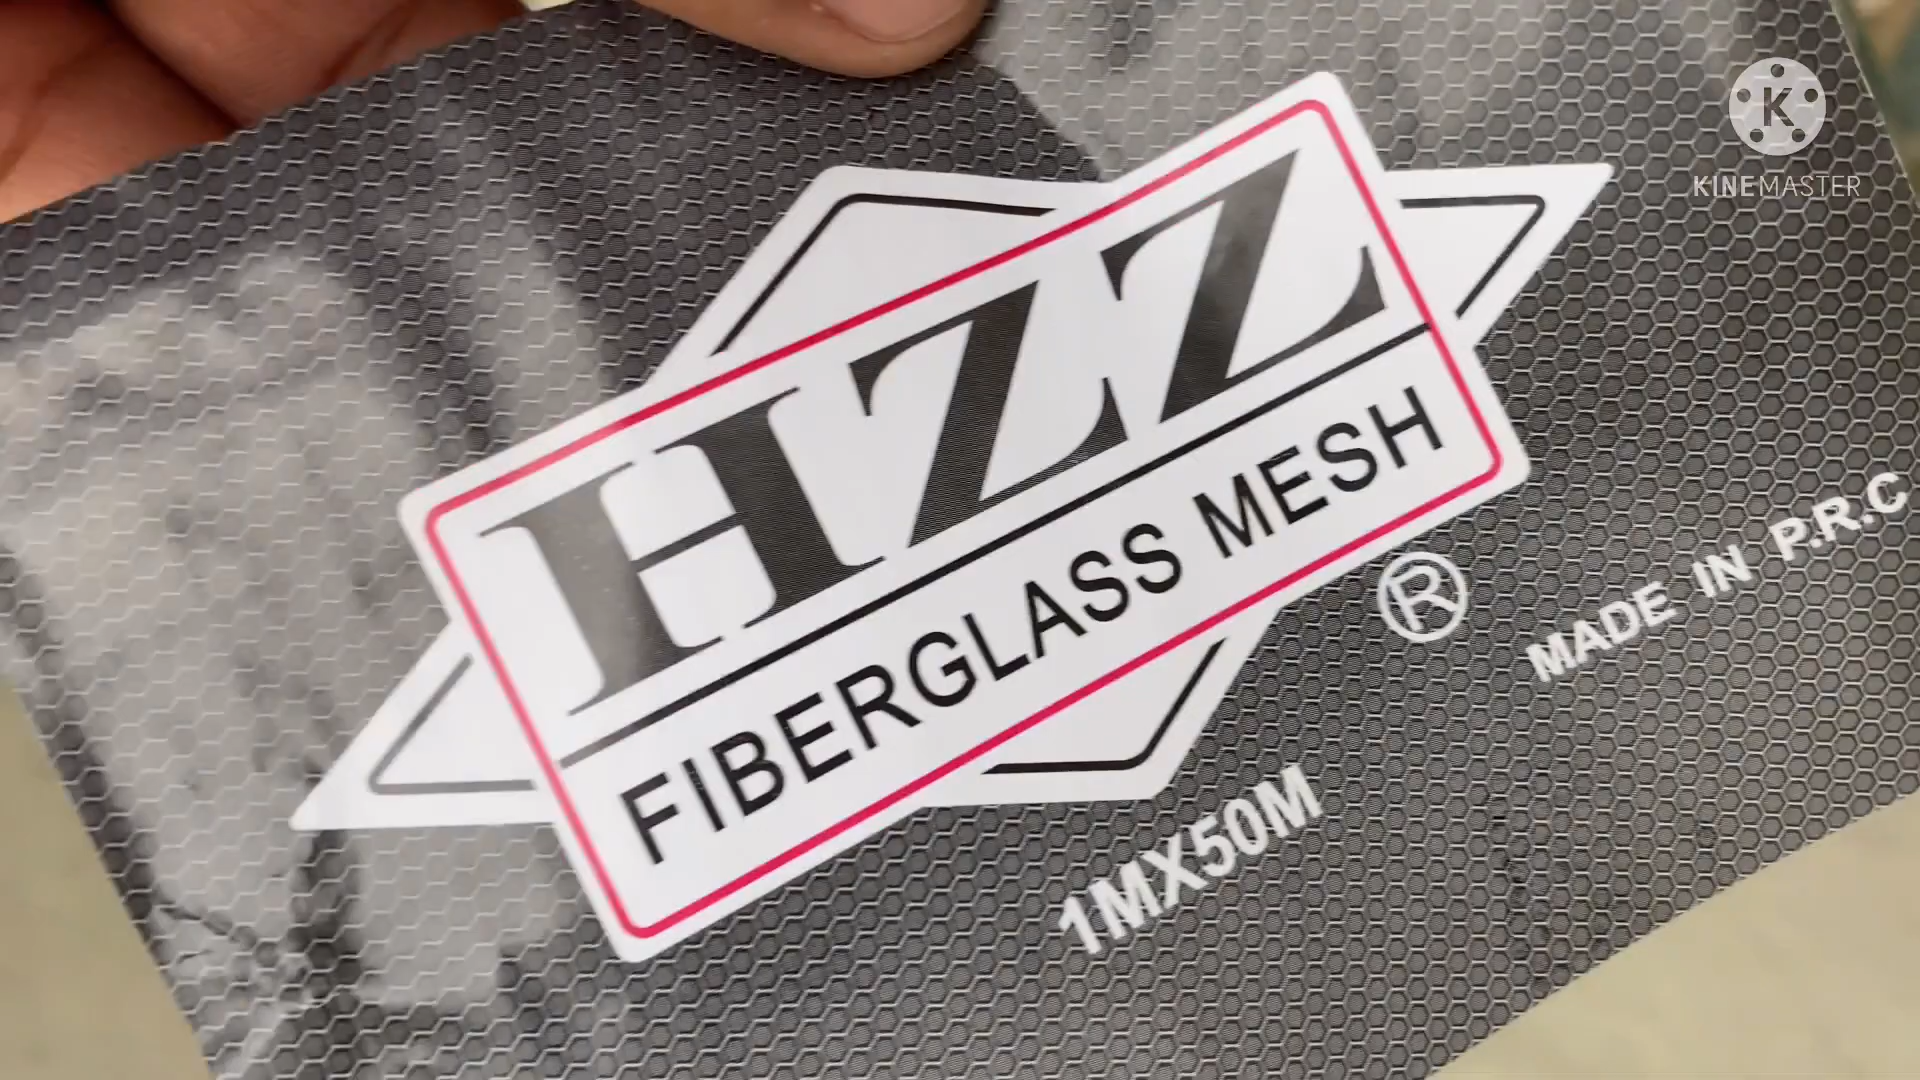 K
KINEMASTER
HZZ
FIBERGLASS MESH
®
MADE IN P.R.C
1MX50M